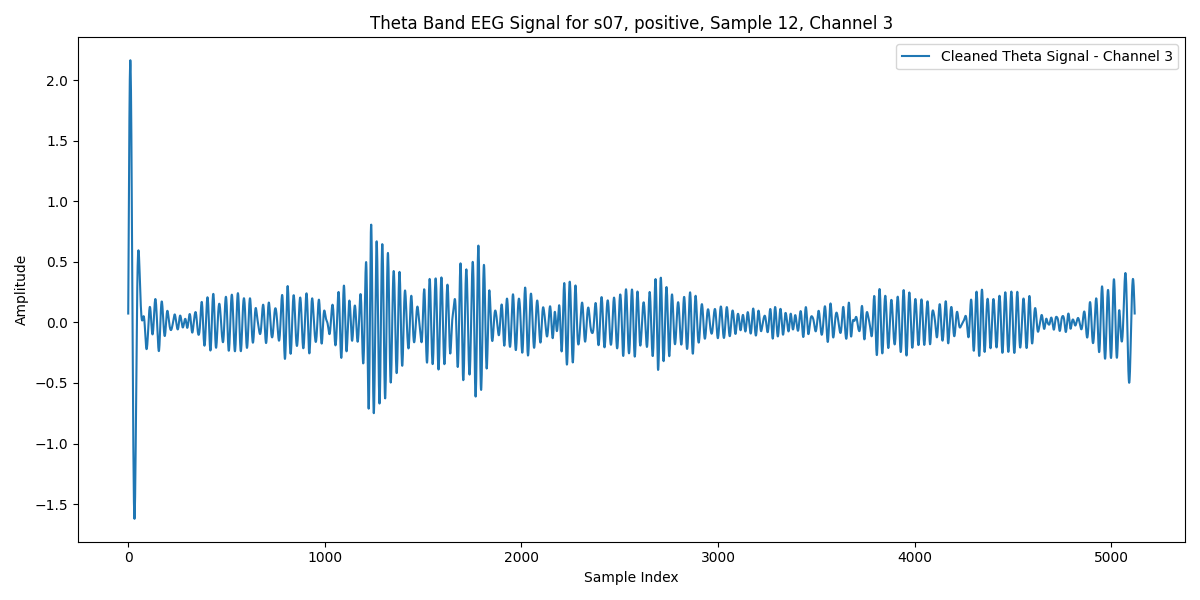 Theta Band EEG Signal for s07, positive, Sample 12, Channel 3
Cleaned Theta Signal - Channel 3
Amplitude
2.0
1.5
1.0
0.5
0.0
−0.5
−1.0
−1.5
0 1000 2000 3000 4000 5000
Sample Index